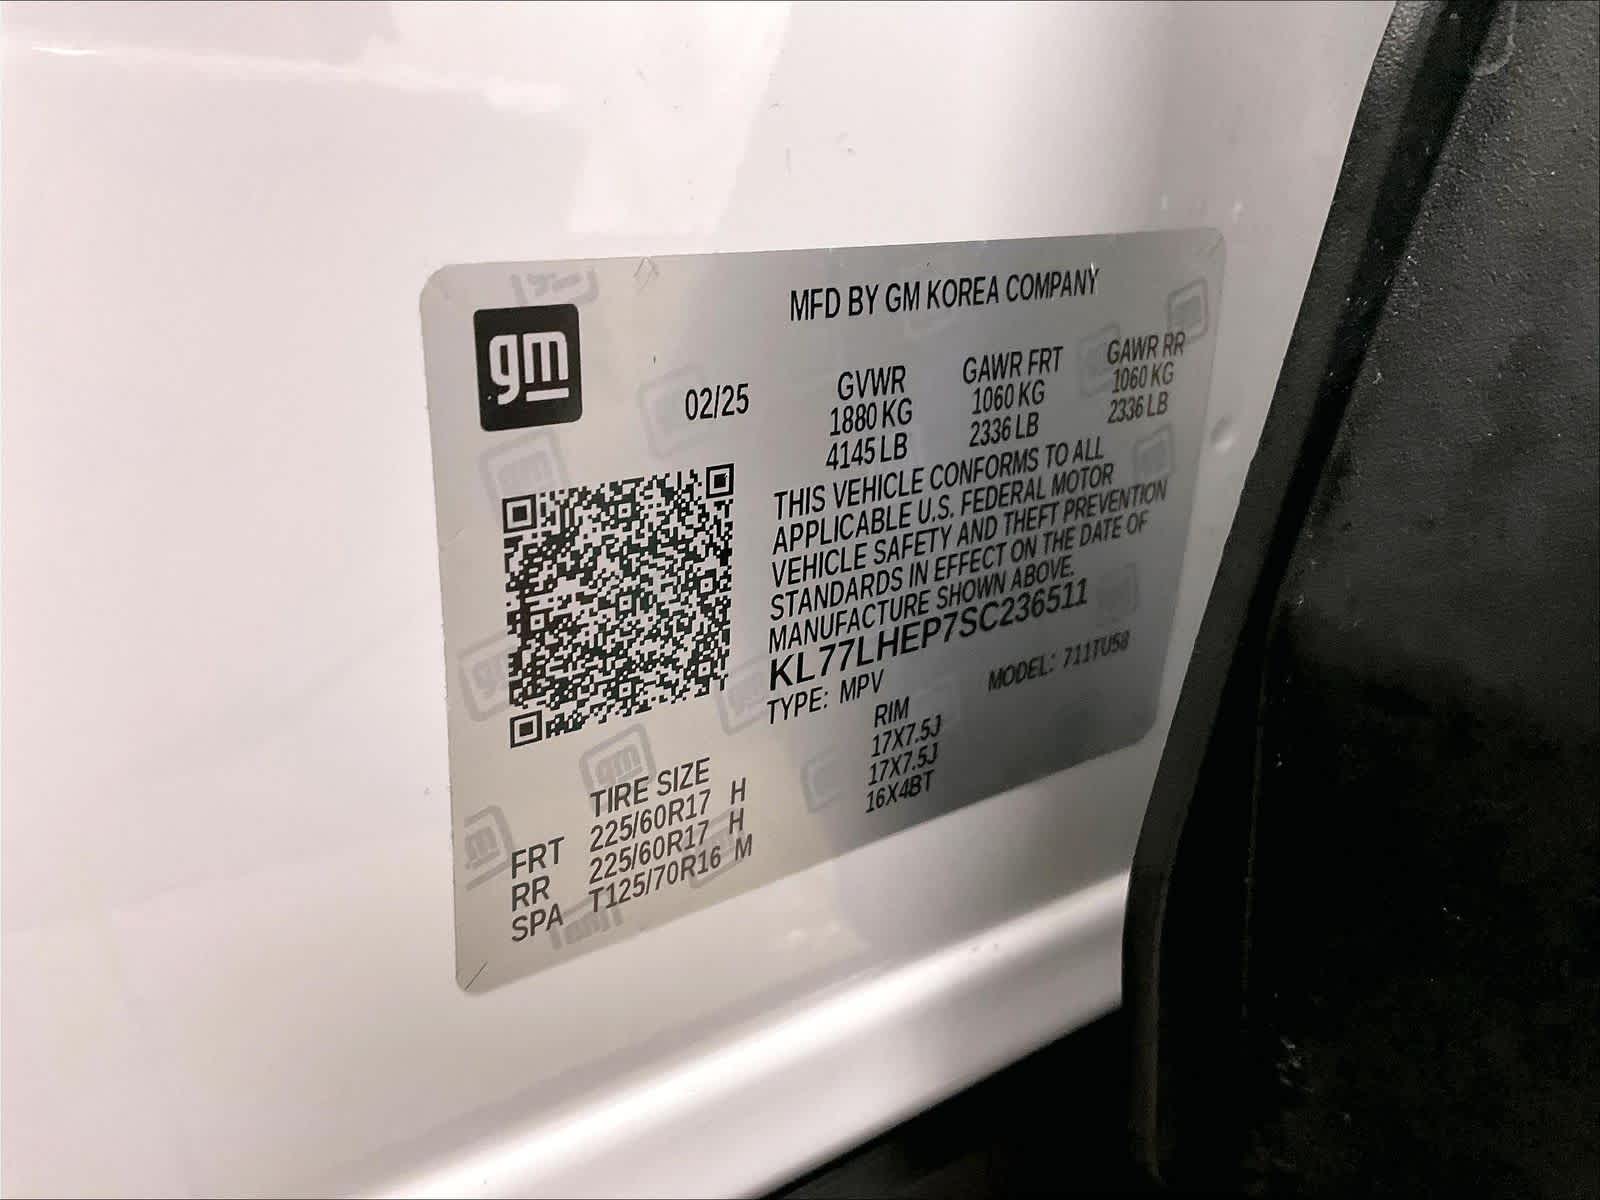 gm
MFD BY GM KOREA COMPANY
02/25
GVWR GAWR FRT GAWR RR
1880 KG 1060 KG 1060 KG
4145 LB 2336 LB 2336 LB
THIS VEHICLE CONFORMS TO ALL
APPLICABLE U.S. FEDERAL MOTOR
VEHICLE SAFETY AND THEFT PREVENTION
STANDARDS IN EFFECT ON THE DATE OF
MANUFACTURE SHOWN ABOVE.
KL77LHEP7SC236511
TYPE: MPV MODEL: 711TU58
TIRE SIZE RIM
FRT 225/60R17 H 17X7.5J
RR 225/60R17 H 17X7.5J
SPA T125/70R16 M 16X4BT